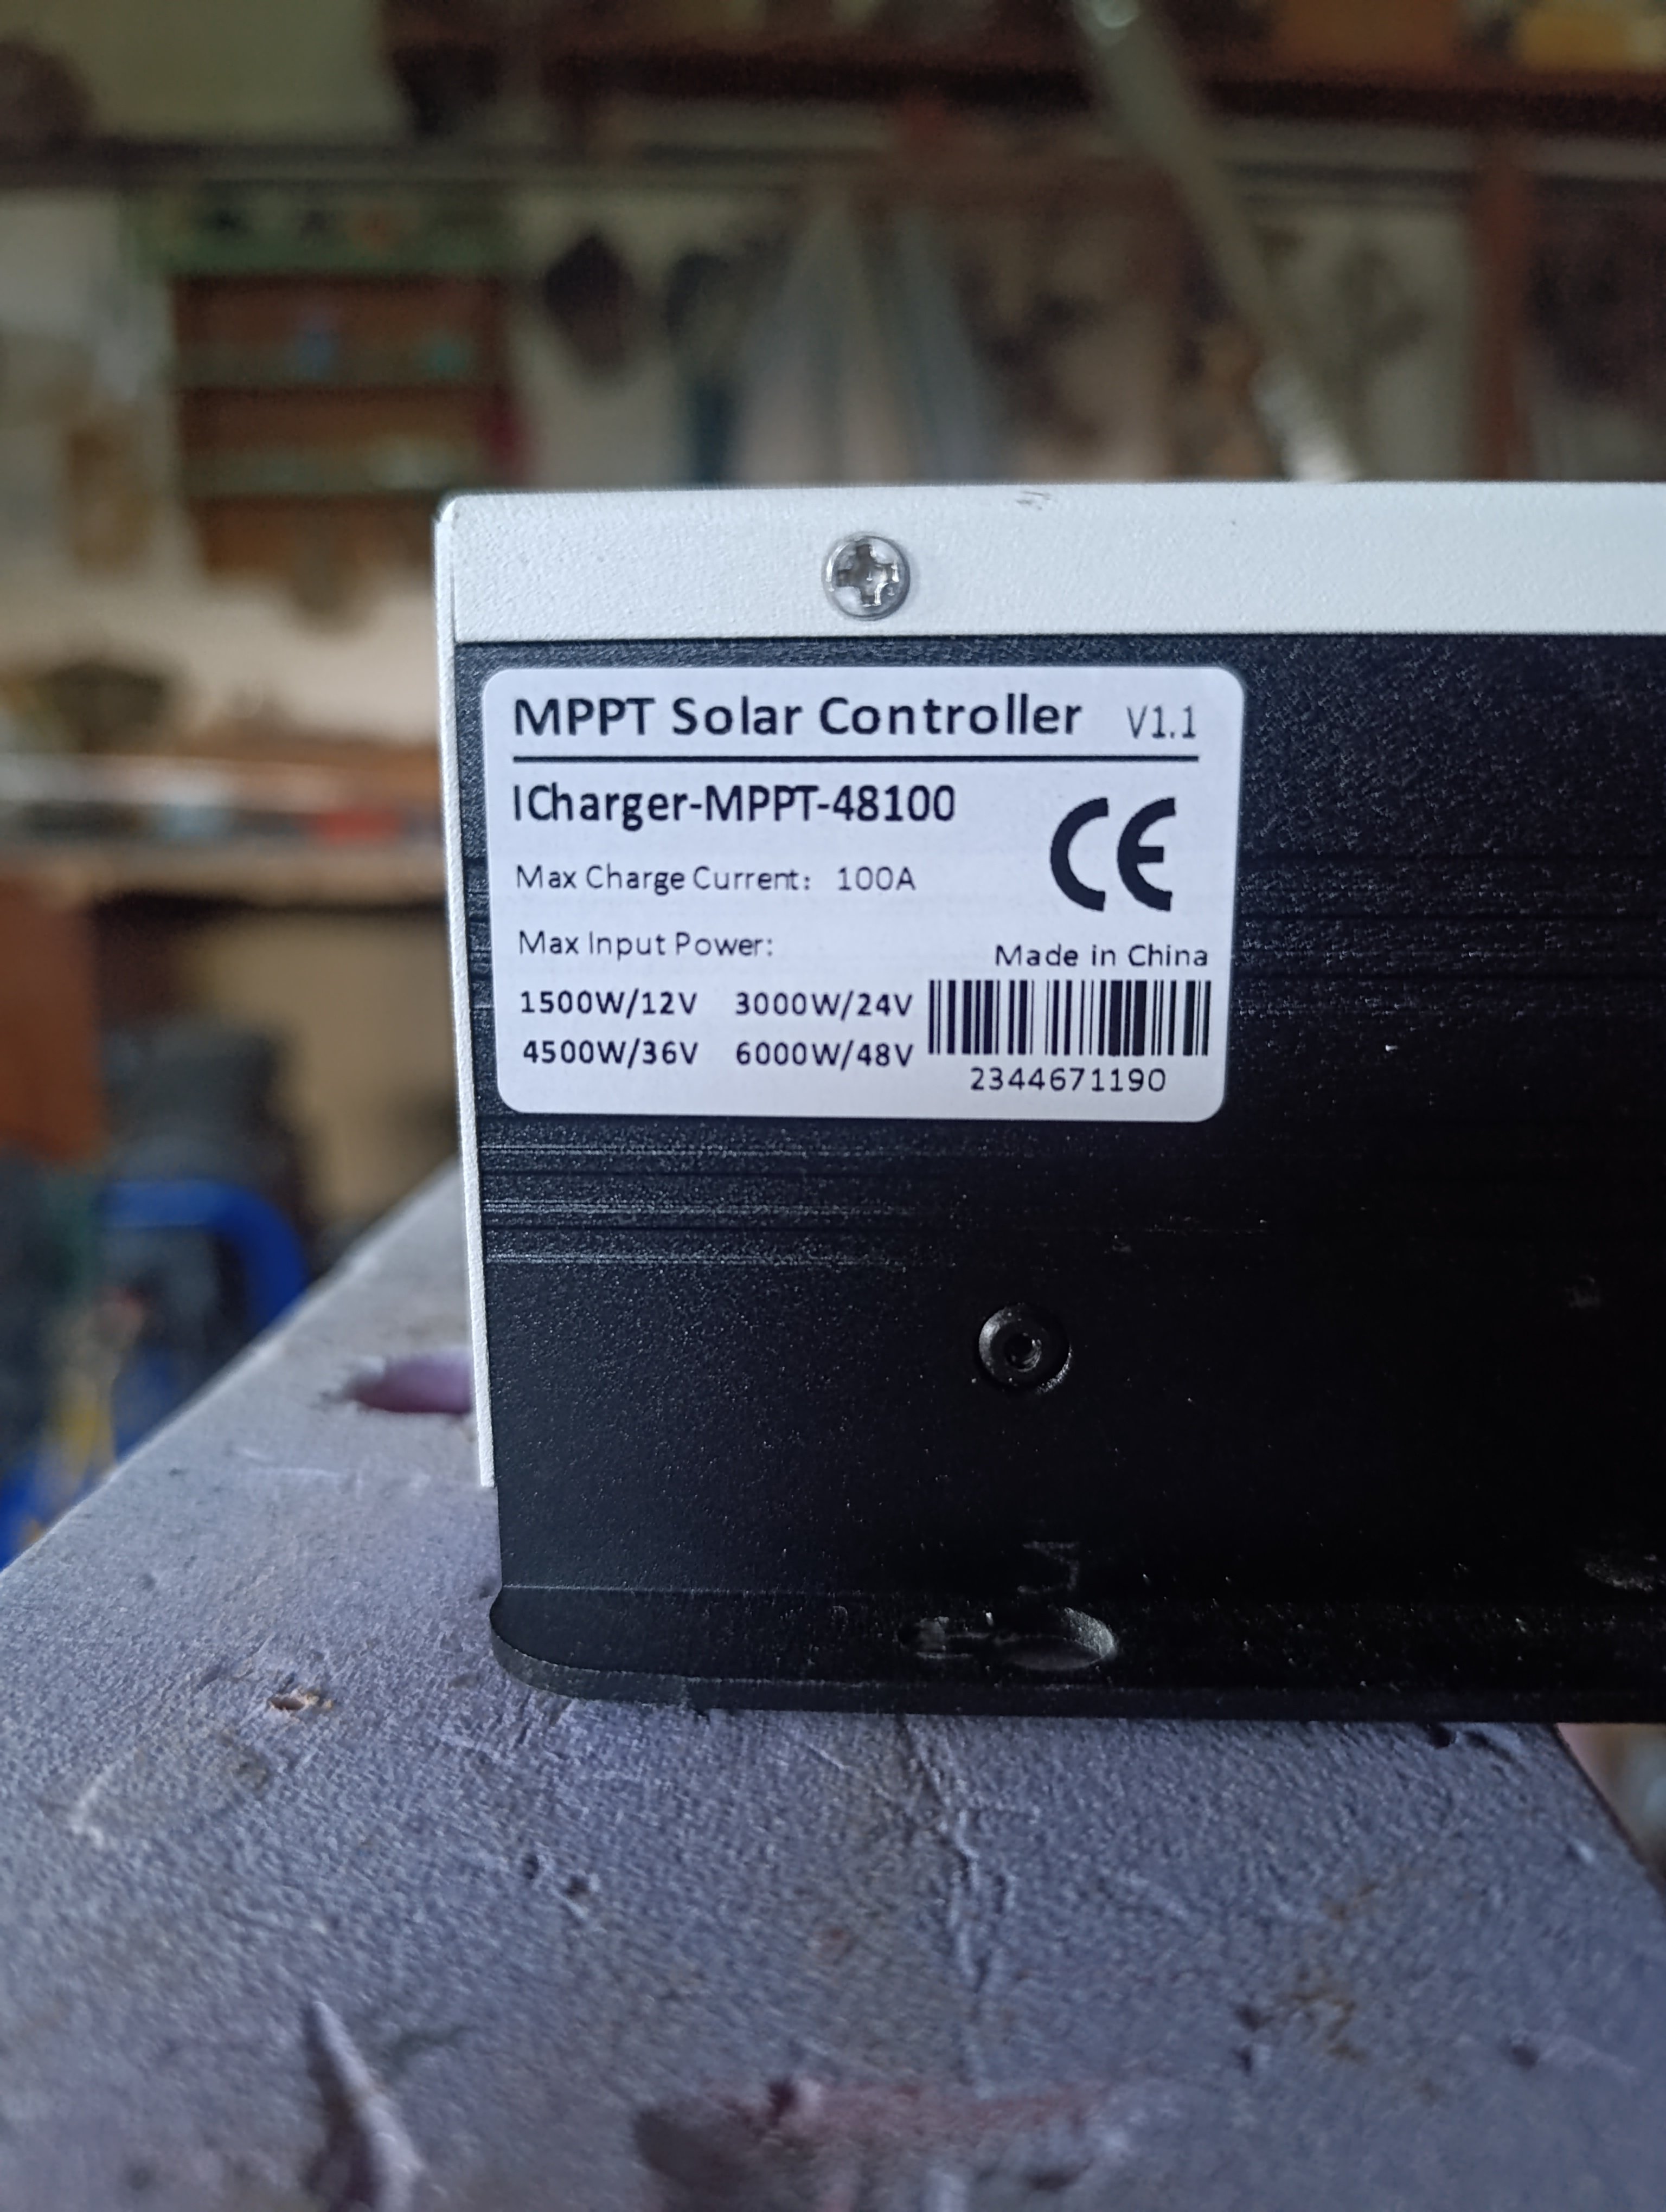 MPPT Solar Controller V1.1
ICharger-MPPT-48100
CE
Max Charge Current: 100A
Max Input Power:
Made in China
1500W/12V 3000W/24V
4500W/36V 6000W/48V
2344671190